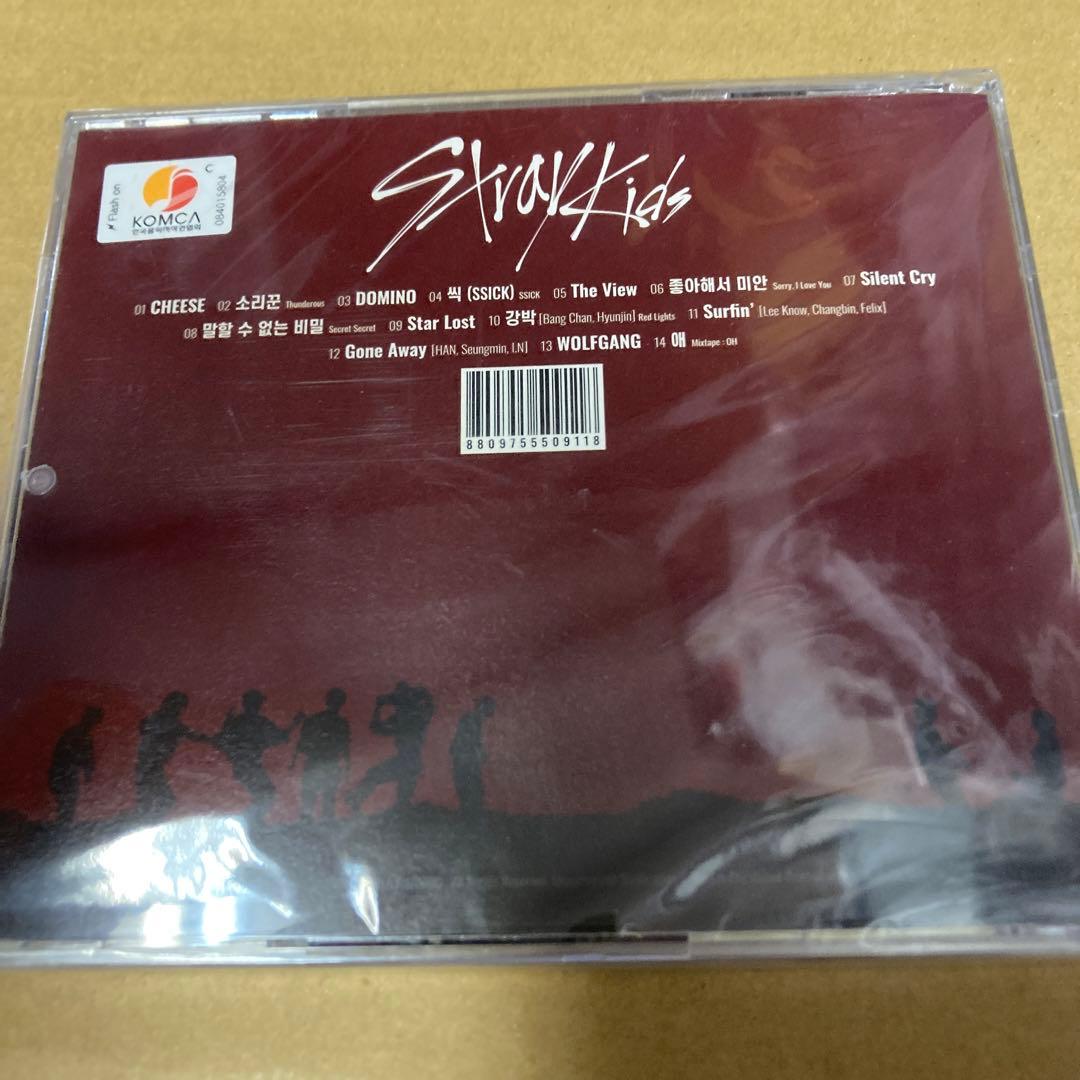 Flash on
KOMCA
한국음악저작권협회
C
084015804
Stray Kids
01 CHEESE 02 소리꾼 Thunderous 03 DOMINO 04 씩 (SSICK) SSICK 05 The View 06 좋아해서 미안 Sorry, I Love You 07 Silent Cry
08 말할 수 없는 비밀 Secret Secret 09 Star Lost 10 강박 [Bang Chan, Hyunjin] Red Lights 11 Surfin' [Lee Know, Changbin, Felix]
12 Gone Away [HAN, Seungmin, I.N] 13 WOLFGANG 14 애 Mixtape : OH
8809755509118